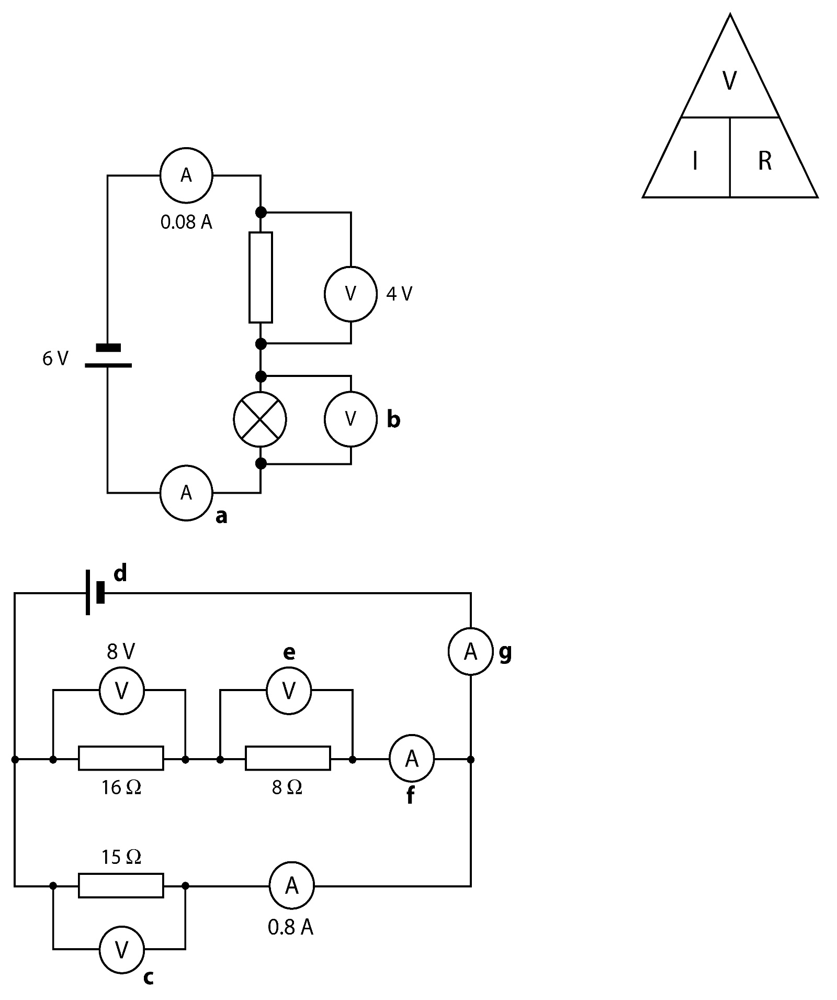 V
I R
A
0.08 A
V 4 V
6 V
V b
A
a
d
8 V e
A g
V V
A
16 Ω 8 Ω f
15 Ω
A
0.8 A
V
c